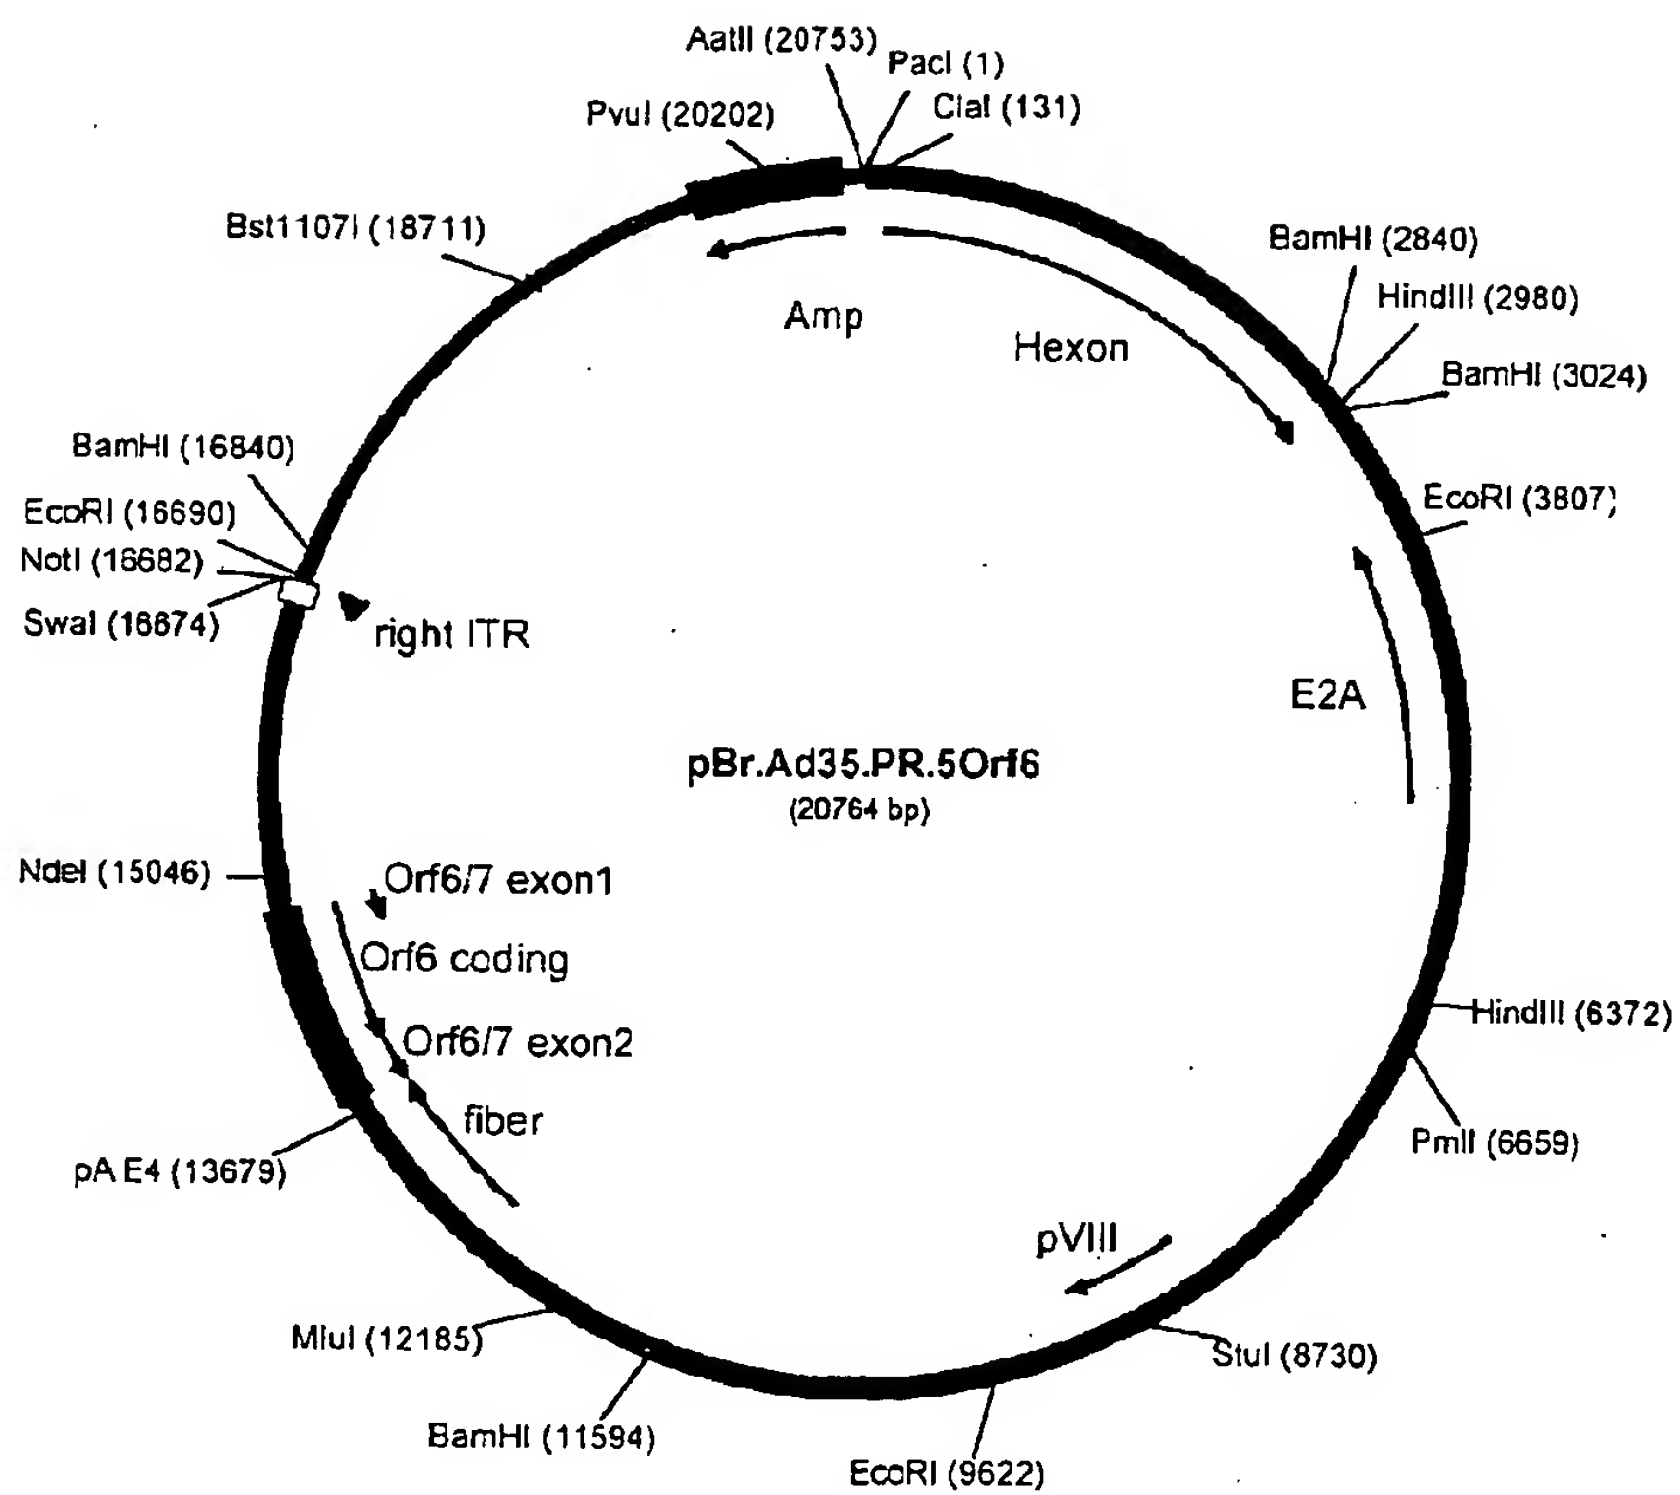 AatII (20753)
PacI (1)
PvuI (20202)
ClaI (131)
Bst1107I (18711)
BamHI (2840)
HindIII (2980)
Amp
Hexon
BamHI (3024)
BamHI (16840)
EcoRI (3807)
EcoRI (16690)
NotI (16682)
SwaI (16674)
right ITR
E2A
pBr.Ad35.PR.5Orf6
(20764 bp)
NdeI (15046)
Orf6/7 exon1
Orf6 coding
HindIII (6372)
Orf6/7 exon2
fiber
PmlI (6659)
pA E4 (13679)
pVIII
MluI (12185)
StuI (8730)
BamHI (11594)
EcoRI (9622)